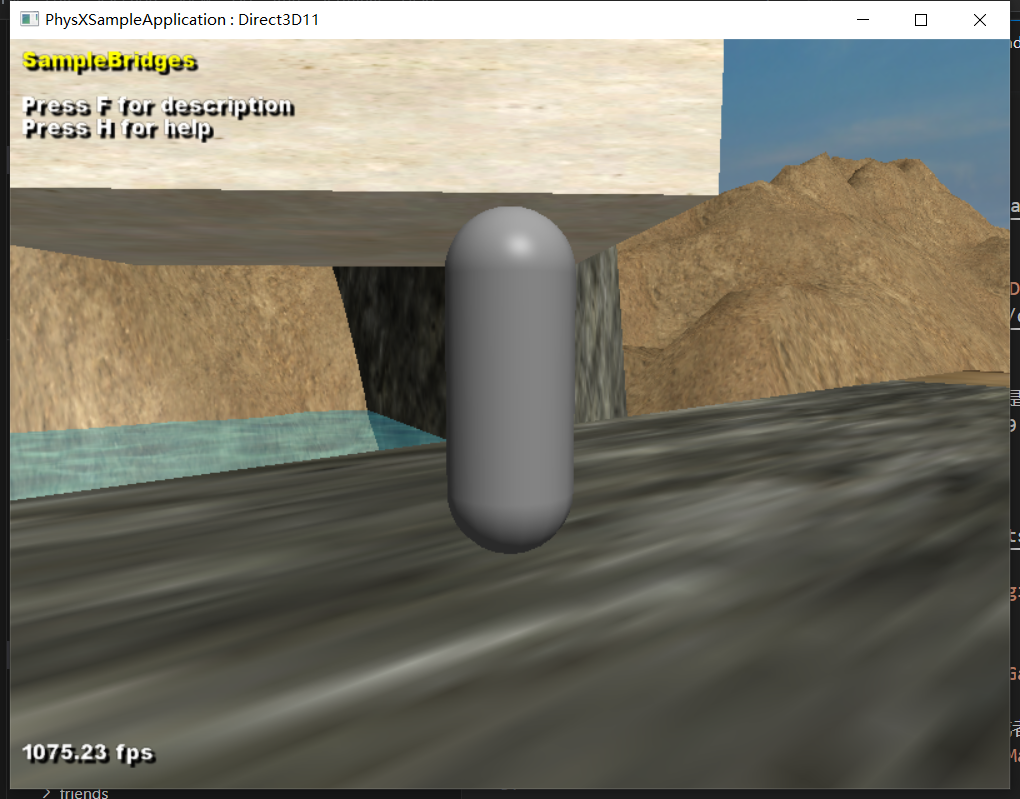 PhysXSampleApplication : Direct3D11
SampleBridges
Press F for description
Press H for help
1075.23 fps
friends